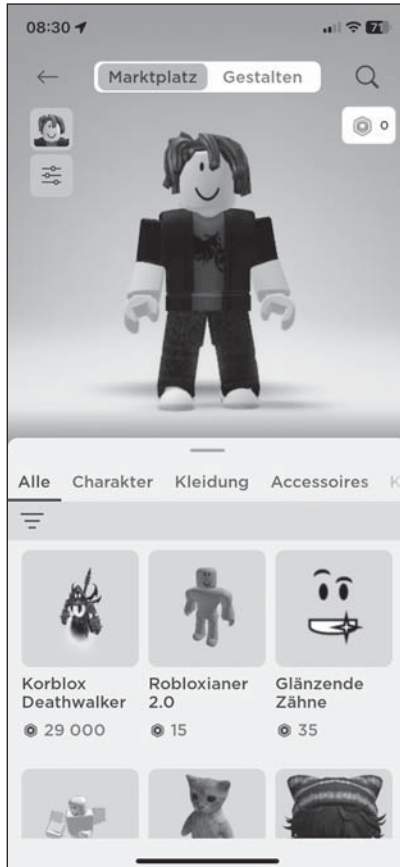 08:30
71
Marktplatz Gestalten
0
Alle Charakter Kleidung Accessoires K
Korblox Deathwalker
29 000
Robloxianer 2.0
15
Glänzende Zähne
35